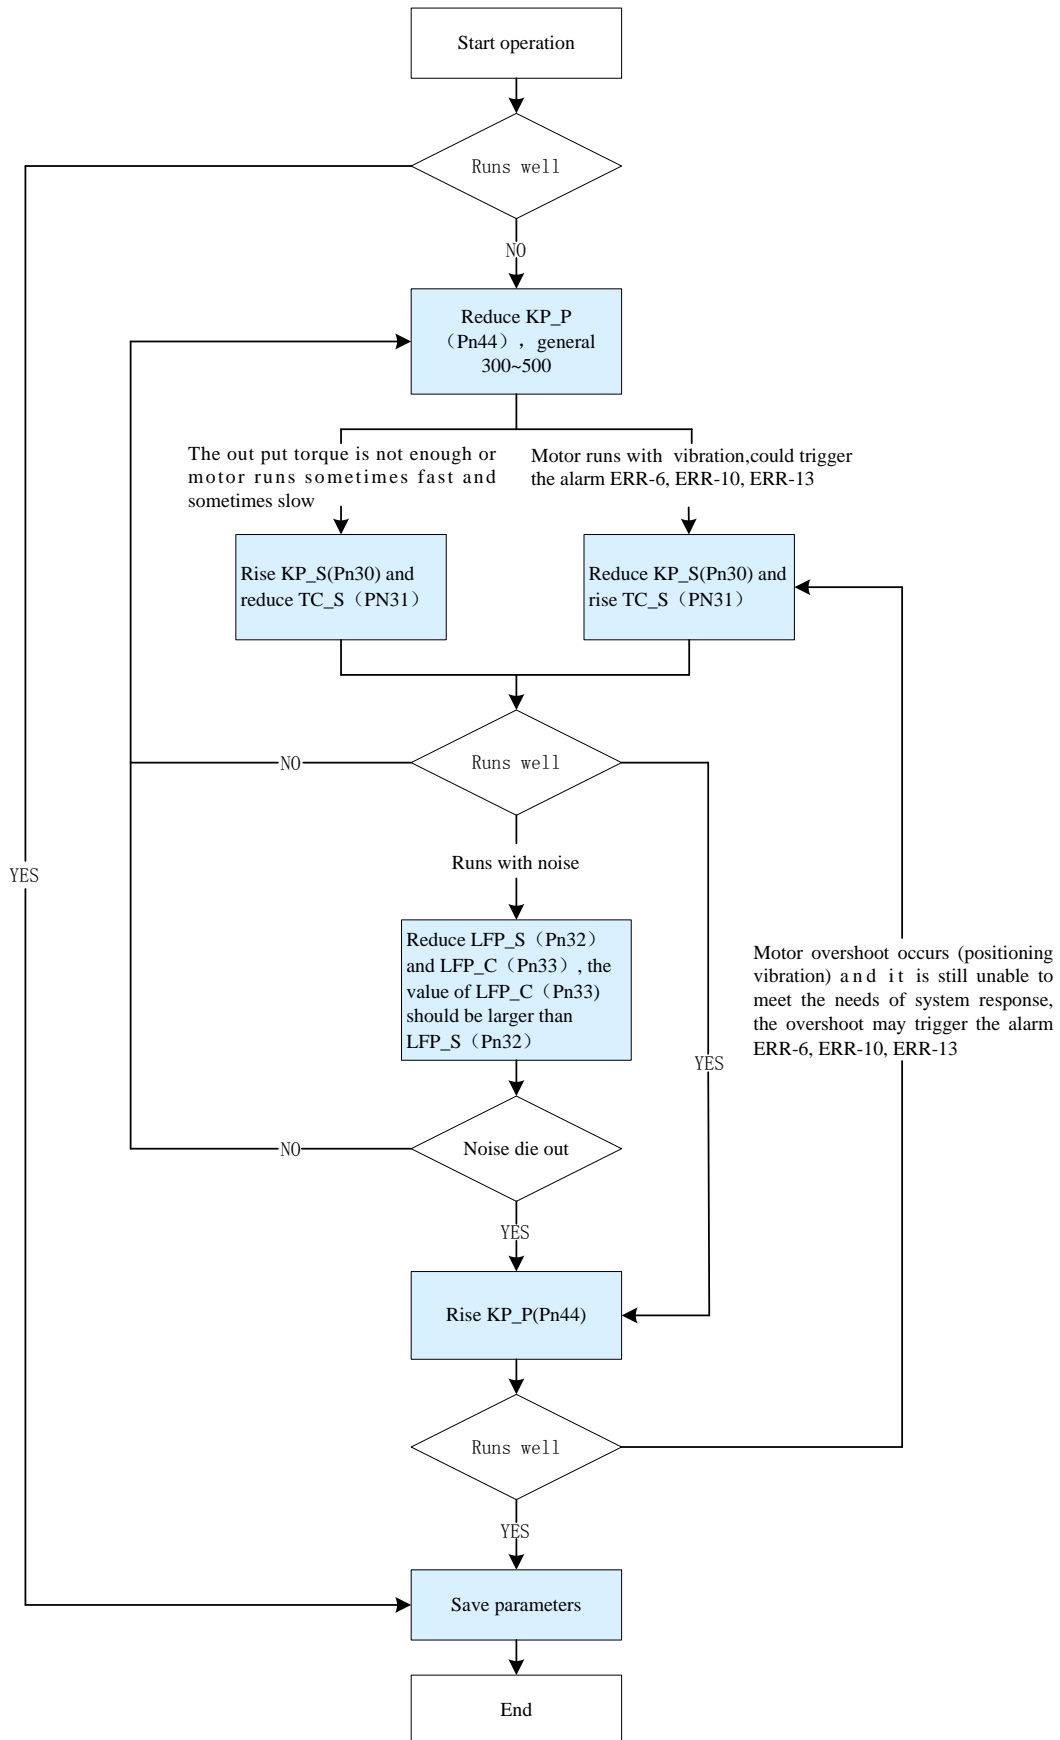 Start operation
Runs well
NO
Reduce KP_P
（Pn44），general
300~500
The out put torque is not enough or
motor runs sometimes fast and
sometimes slow
Motor runs with vibration,could trigger
the alarm ERR-6, ERR-10, ERR-13
Rise KP_S(Pn30) and
reduce TC_S（PN31）
Reduce KP_S(Pn30) and
rise TC_S（PN31）
NO
Runs well
Runs with noise
YES
Reduce LFP_S（Pn32）
and LFP_C（Pn33）, the
value of LFP_C（Pn33)
should be larger than
LFP_S（Pn32）
Motor overshoot occurs (positioning
vibration) and it is still unable to
meet the needs of system response,
the overshoot may trigger the alarm
ERR-6, ERR-10, ERR-13
YES
NO
Noise die out
YES
Rise KP_P(Pn44)
Runs well
YES
Save parameters
End